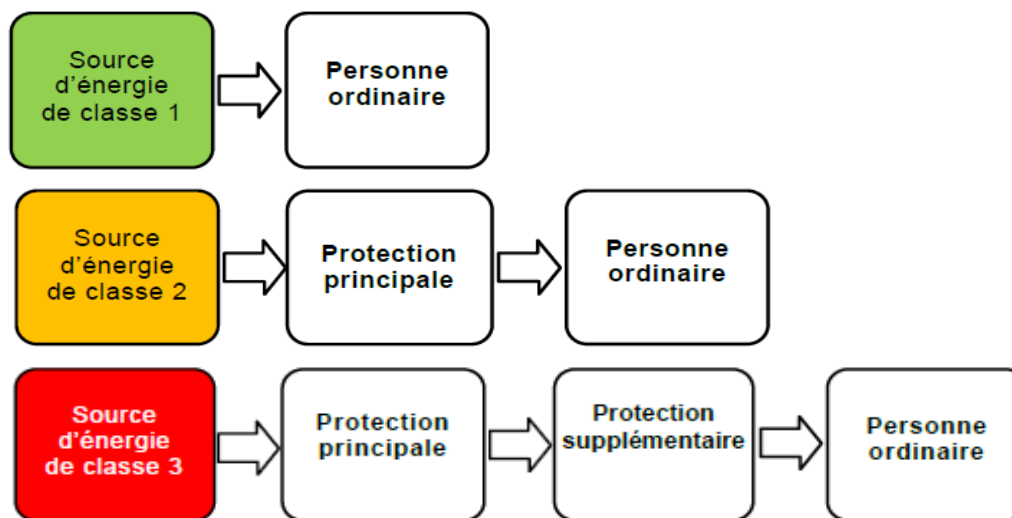 Source
d’énergie
de classe 1
Personne
ordinaire
Source
d’énergie
de classe 2
Protection
principale
Personne
ordinaire
Source
d’énergie
de classe 3
Protection
principale
Protection
supplémentaire
Personne
ordinaire